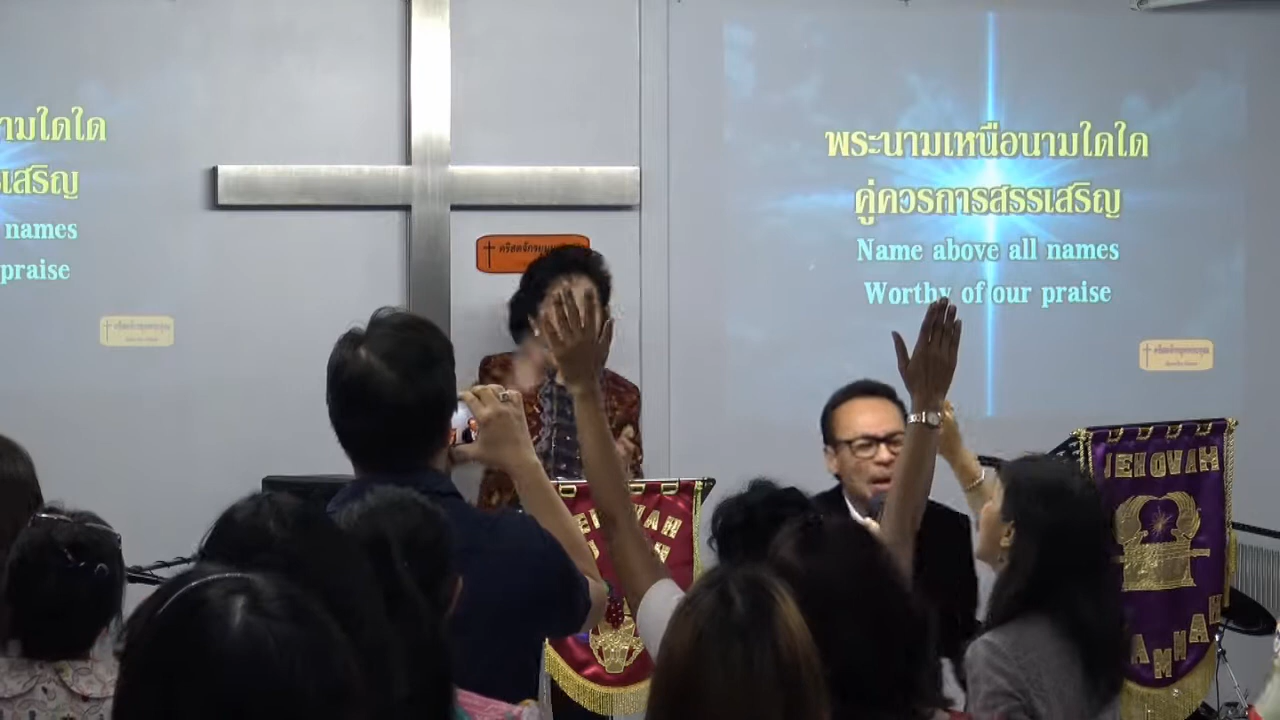 ามใดใด
เสริญ
names
praise
พระนามเหนือนามใดใด
คู่ควรการสรรเสริญ
Name above all names
Worthy of our praise
JEHOVAH